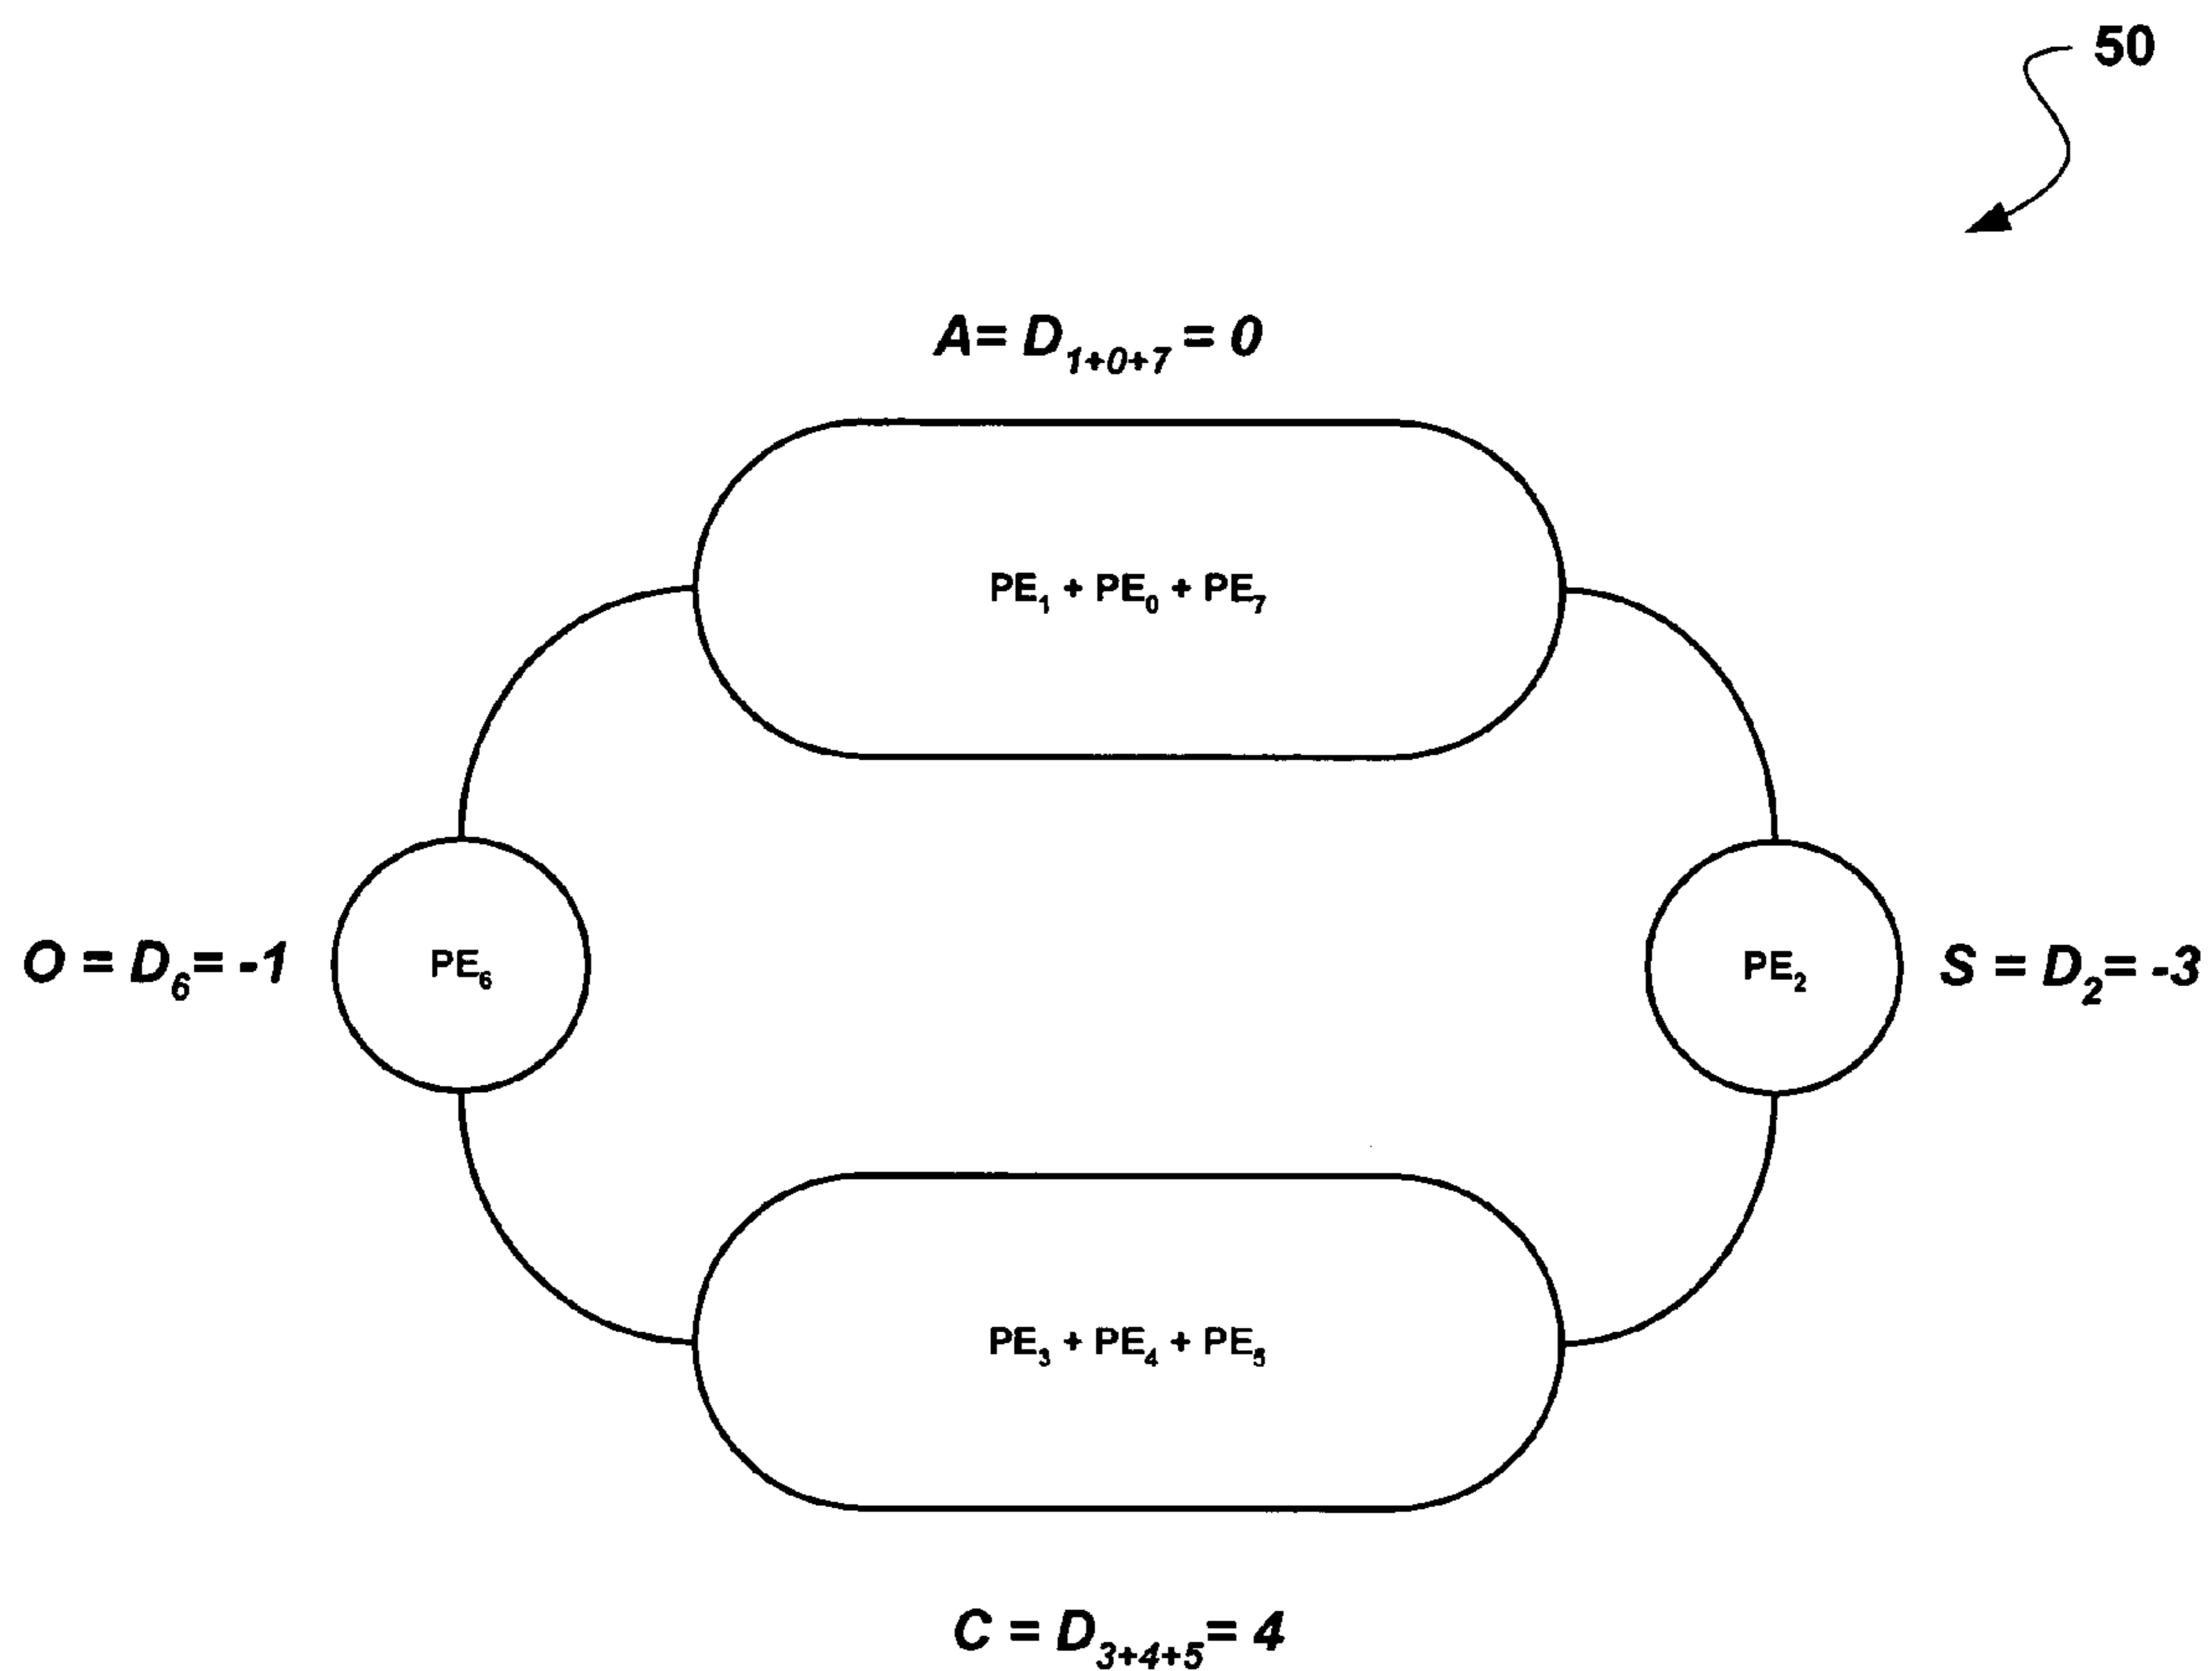 50
A= D₁₊₀₊₇ = 0
PE₁ + PE₀ + PE₇
O = D₆= -1
PE₆
PE₂
S = D₂= -3
PE₃ + PE₄ + PE₅
C = D₃₊₄₊₅= 4